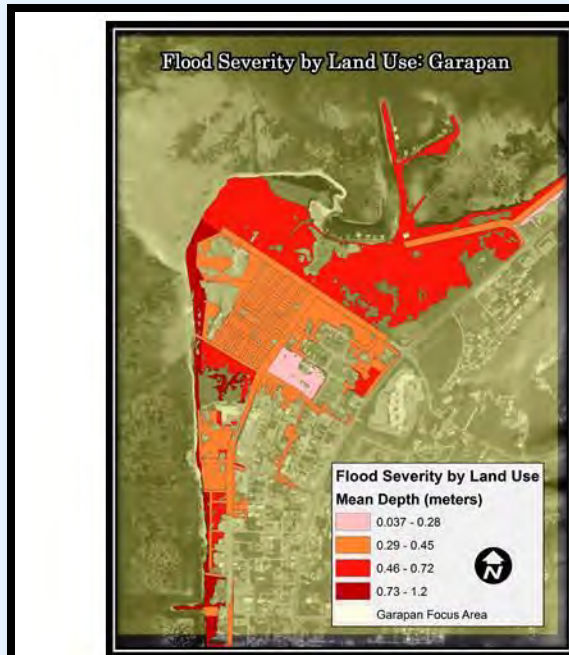 Flood Severity by Land Use: Garapan
1
Flood Severity by Land Use
Mean Depth (meters)
0.037 - 0.28
0.29 - 0.45
0.46 - 0.72
0.73 - 1.2
Garapan Focus Area
N